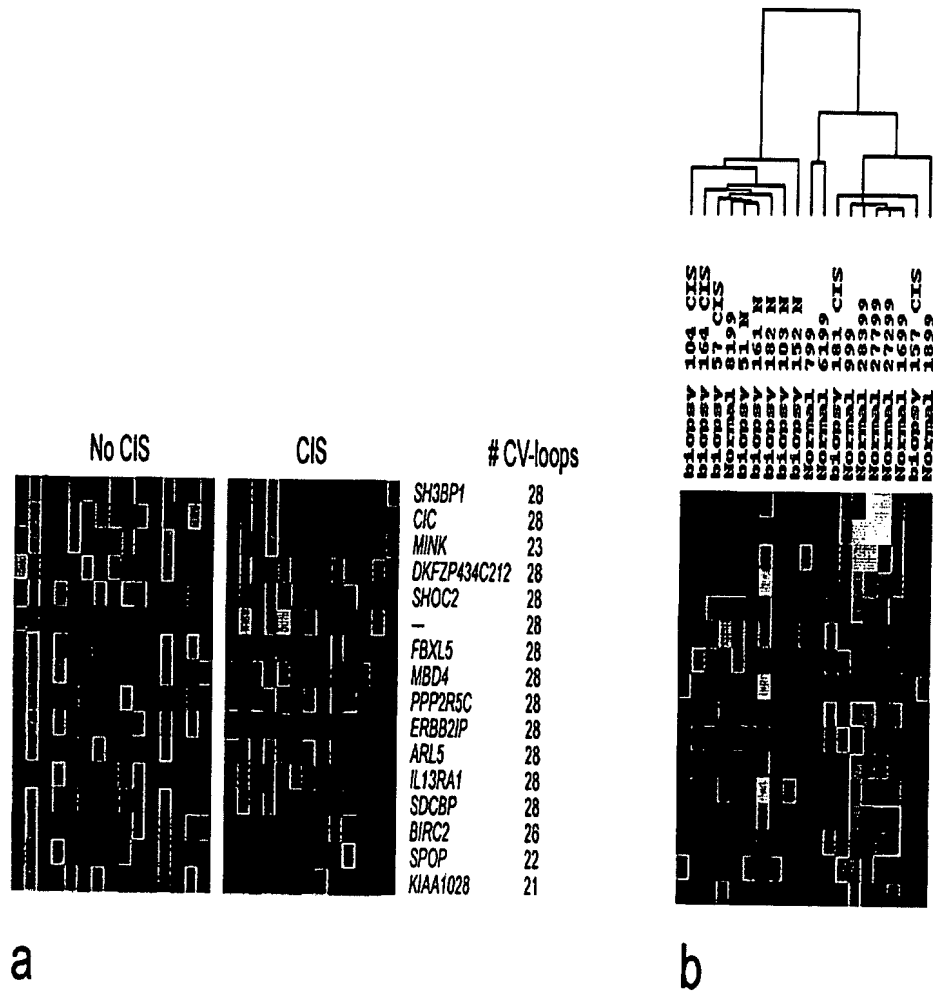 No CIS
CIS
# CV-loops
SH3BP1 28
CIC 28
MINK 23
DKFZP434C212 28
SHOC2 28
— 28
FBXL5 28
MBD4 28
PPP2R5C 28
ERBB2IP 28
ARL5 28
IL13RA1 28
SDCBP 28
BIRC2 26
SPOP 22
KIAA1028 21
a
biopsy 104 CIS
biopsy 164 CIS
biopsy 57 CIS
Normal 8199
biopsy 51 N
biopsy 161 N
biopsy 182 N
biopsy 103 N
biopsy 152 N
Normal 799
Normal 6199
biopsy 181 CIS
Normal 999
Normal 28399
Normal 27799
Normal 27299
Normal 1699
biopsy 157 CIS
Normal 1899
b